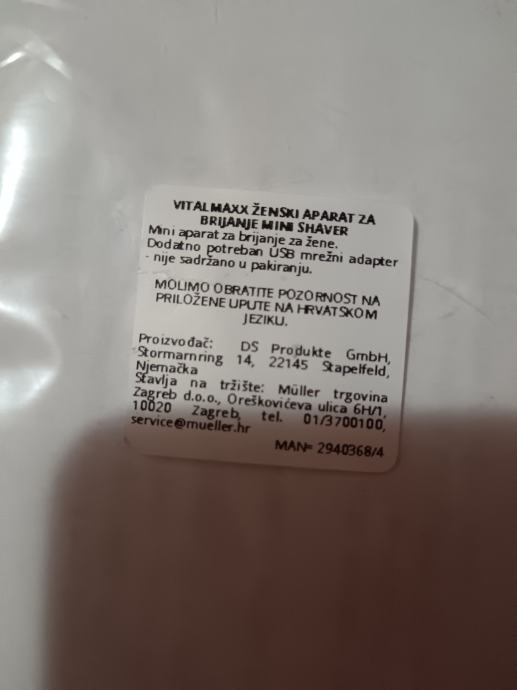 VITALMAXX ŽENSKI APARAT ZA
BRIJANJE MINI SHAVER
Mini aparat za brijanje za žene.
Dodatno potreban USB mrežni adapter
- nije sadržano u pakiranju.
MOLIMO OBRATITE POZORNOST NA
PRILOŽENE UPUTE NA HRVATSKOM
JEZIKU.
Proizvođač: DS Produkte GmbH,
Stormarnring 14, 22145 Stapelfeld,
Njemačka
Stavlja na tržište: Müller trgovina
Zagreb d.o.o., Oreškovićeva ulica 6H/1,
10020 Zagreb, tel. 01/3700100,
service@mueller.hr
MAN= 2940368/4